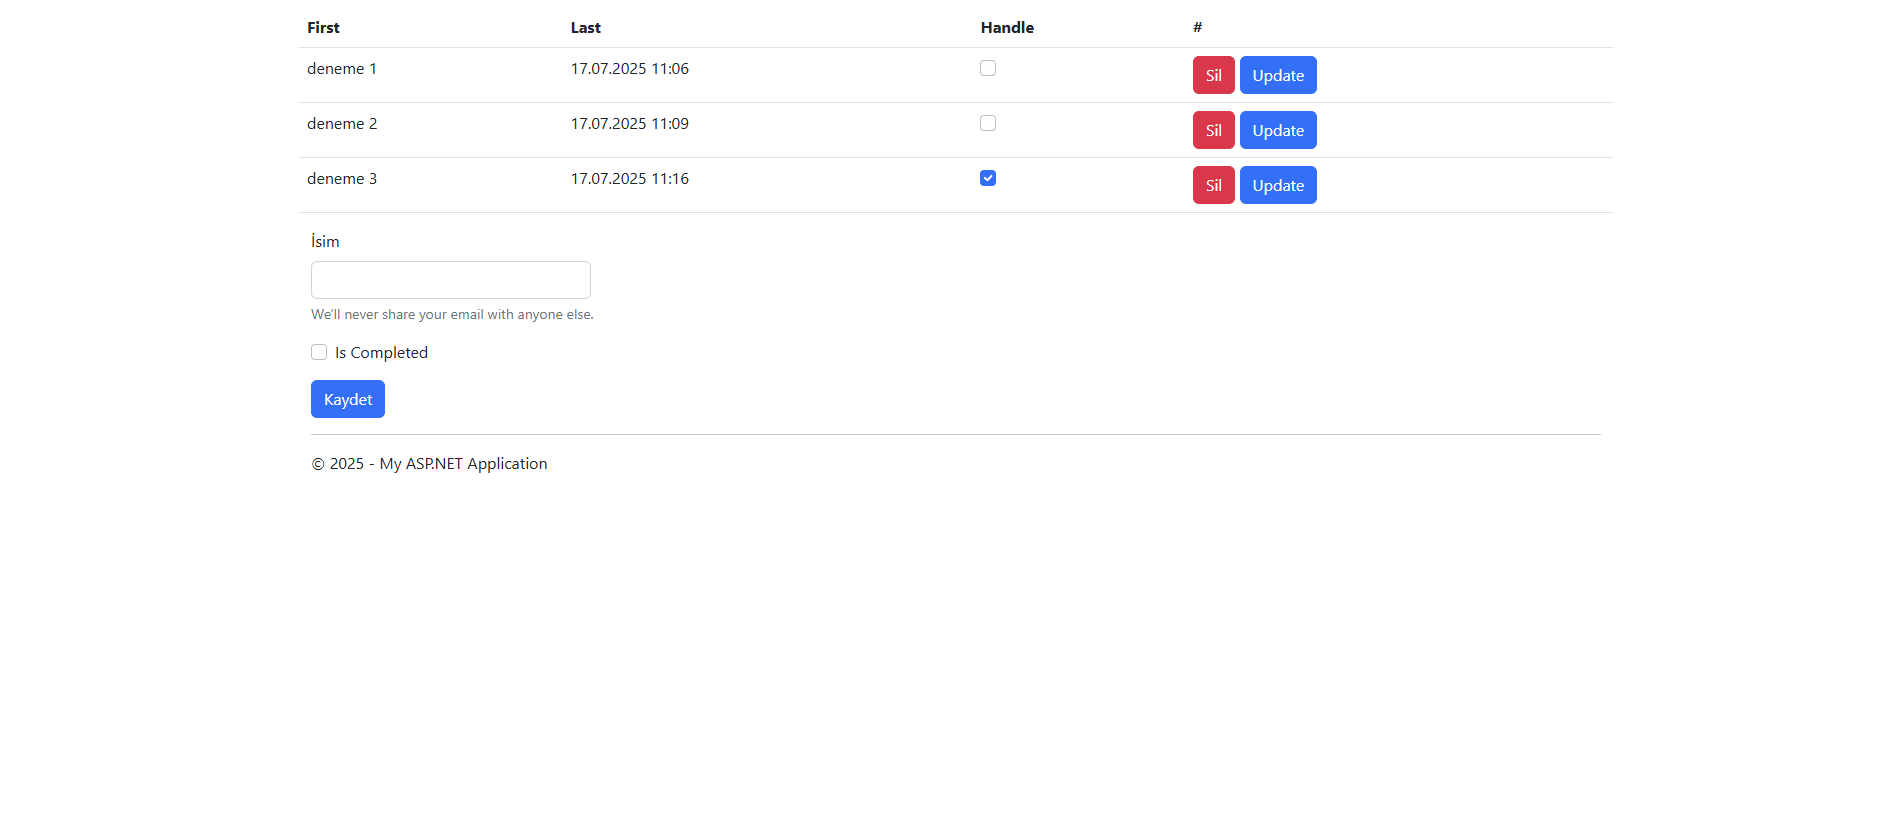 First Last Handle #
deneme 1 17.07.2025 11:06 Sil Update
deneme 2 17.07.2025 11:09 Sil Update
deneme 3 17.07.2025 11:16 Sil Update
İsim
We'll never share your email with anyone else.
Is Completed
Kaydet
© 2025 - My ASP.NET Application